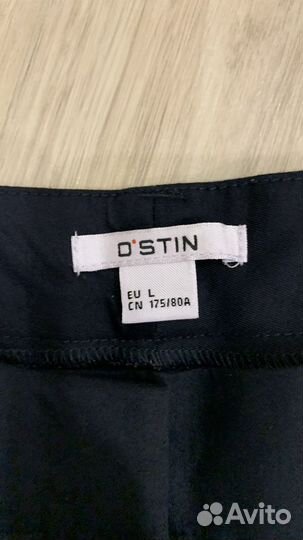 O'STIN
EU L
CN 175/80A
Avito